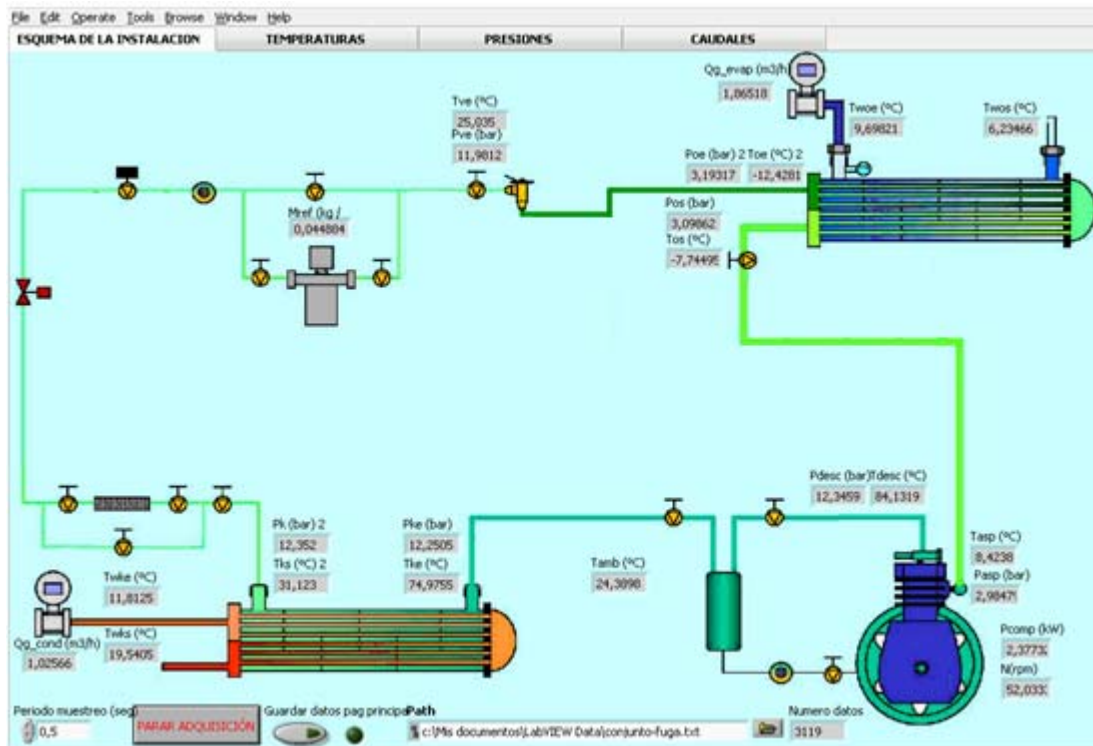 File Edit Operate Tools Browse Window Help
ESQUEMA DE LA INSTALACION TEMPERATURAS PRESIONES CAUDALES
Qg_evap (m3/h)
1,86518
Tve (ºC)
25,035
Pve (bar)
11,9812
Twoe (ºC)
9,69821
Twos (ºC)
6,23466
Poe (bar) 2 Toe (ºC) 2
3,19317 -12,4281
Pos (bar)
3,09862
Tos (ºC)
-7,74495
Mref (kg /
0,044884
Pdesc (bar) Tdesc (ºC)
12,3459 84,1319
Pk (bar) 2
12,352
Tks (ºC) 2
31,123
Pke (bar)
12,2505
Tke (ºC)
74,9755
Tamb (ºC)
24,3898
Tasp (ºC)
8,4238
Pasp (bar)
2,9847
Twke (ºC)
11,8125
Twks (ºC)
19,5405
Qg_cond (m3/h)
1,02566
Pcomp (kW)
2,3773
N(rpm)
52,033
Periodo muestreo (seg)
0,5
PARAR ADQUISICIÓN
Guardar datos pag principal
Path
c:\Mis documentos\LabVIEW Data\conjunto-fuga.txt
Numero datos
3119